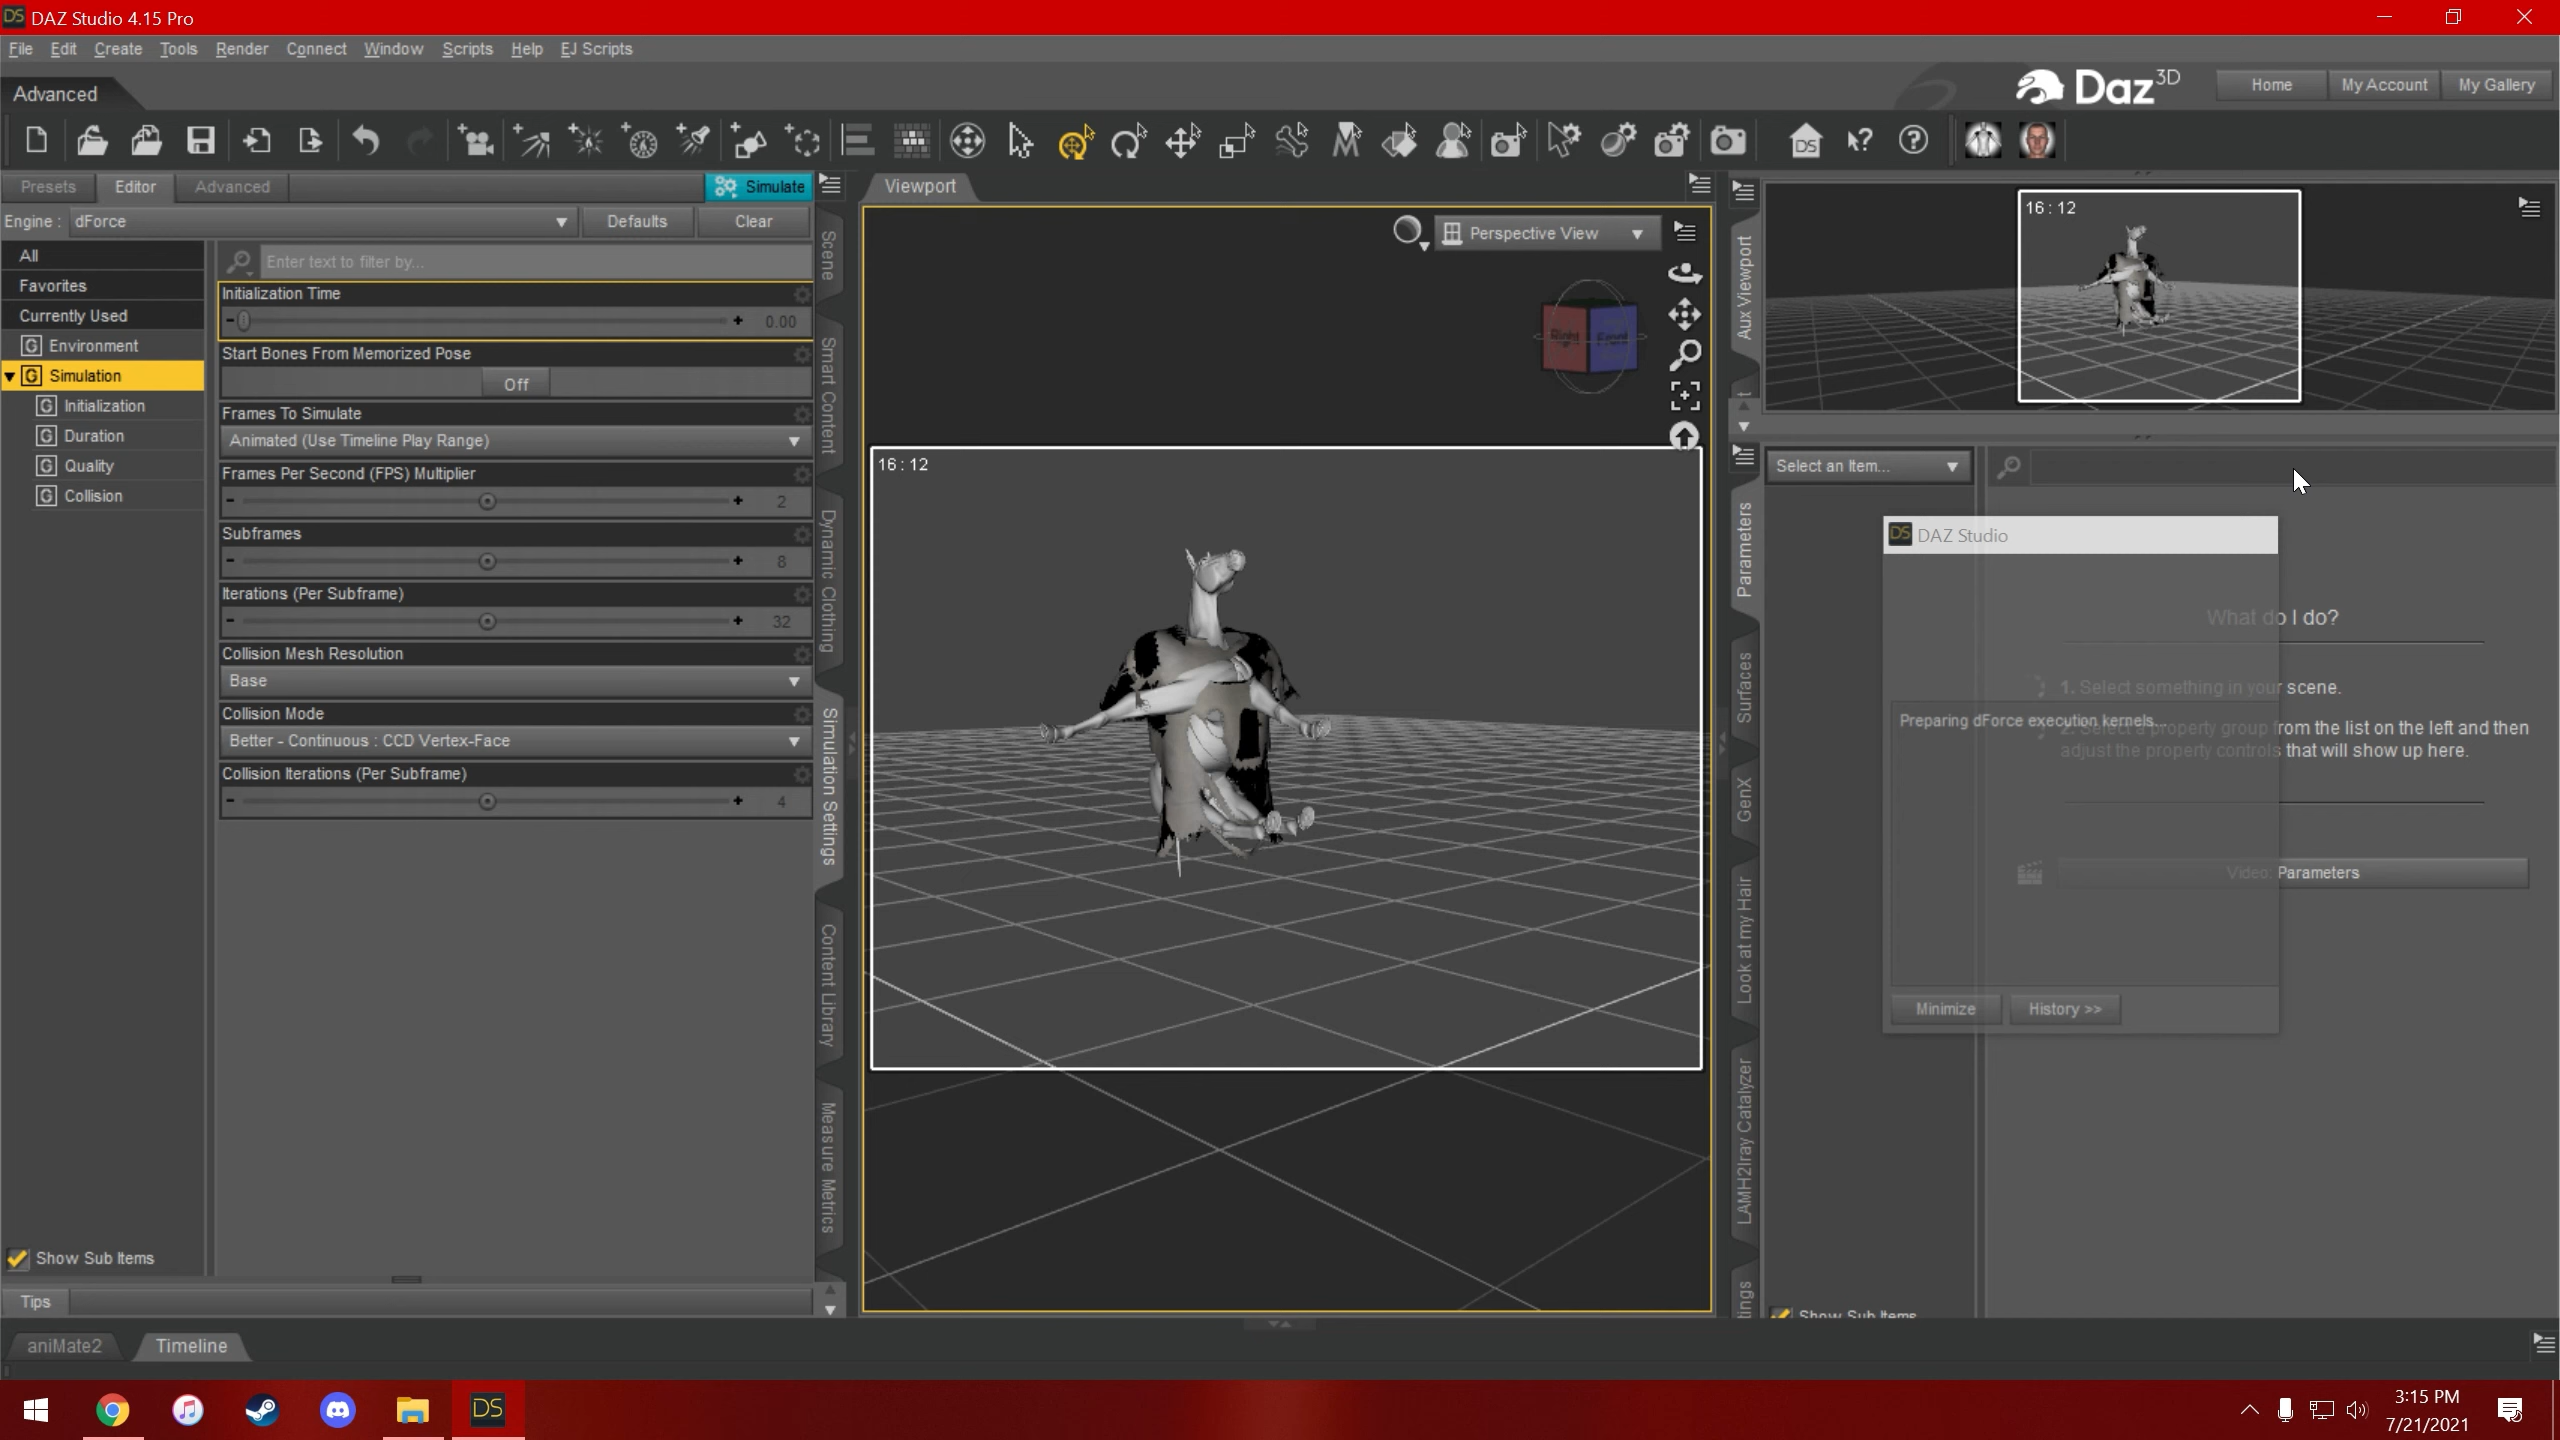 DS DAZ Studio 4.15 Pro
File Edit Create Tools Render Connect Window Scripts Help EJ Scripts
Advanced
Daz3D Home My Account My Gallery
DS
Presets Editor Advanced Simulate
Engine : dForce Defaults Clear
All
Favorites
Currently Used
G Environment
G Simulation
G Initialization
G Duration
G Quality
G Collision
Show Sub Items
Enter text to filter by...
Initialization Time
0.00
Start Bones From Memorized Pose
Off
Frames To Simulate
Animated (Use Timeline Play Range)
Frames Per Second (FPS) Multiplier
2
Subframes
8
Iterations (Per Subframe)
32
Collision Mesh Resolution
Base
Collision Mode
Better - Continuous : CCD Vertex-Face
Collision Iterations (Per Subframe)
4
Tips
Scene
Smart Content
Dynamic Clothing
Simulation Settings
Content Library
Measure Metrics
Viewport
Perspective View
Right Front
16 : 12
Aux Viewport
16 : 12
Parameters
Surfaces
GenX
Look at my Hair
LAMH2Iray Catalyzer
Select an Item...
DS DAZ Studio
What do I do?
1. Select something in your scene.
Preparing dForce execution kernels...
2. Select a property group from the list on the left and then
adjust the property controls that will show up here.
Video: Parameters
Minimize History >>
Show Sub Items
aniMate2 Timeline
DS
3:15 PM
7/21/2021